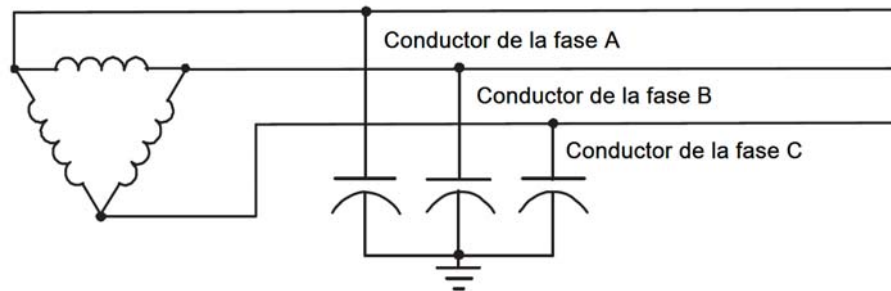 Conductor de la fase A
Conductor de la fase B
Conductor de la fase C